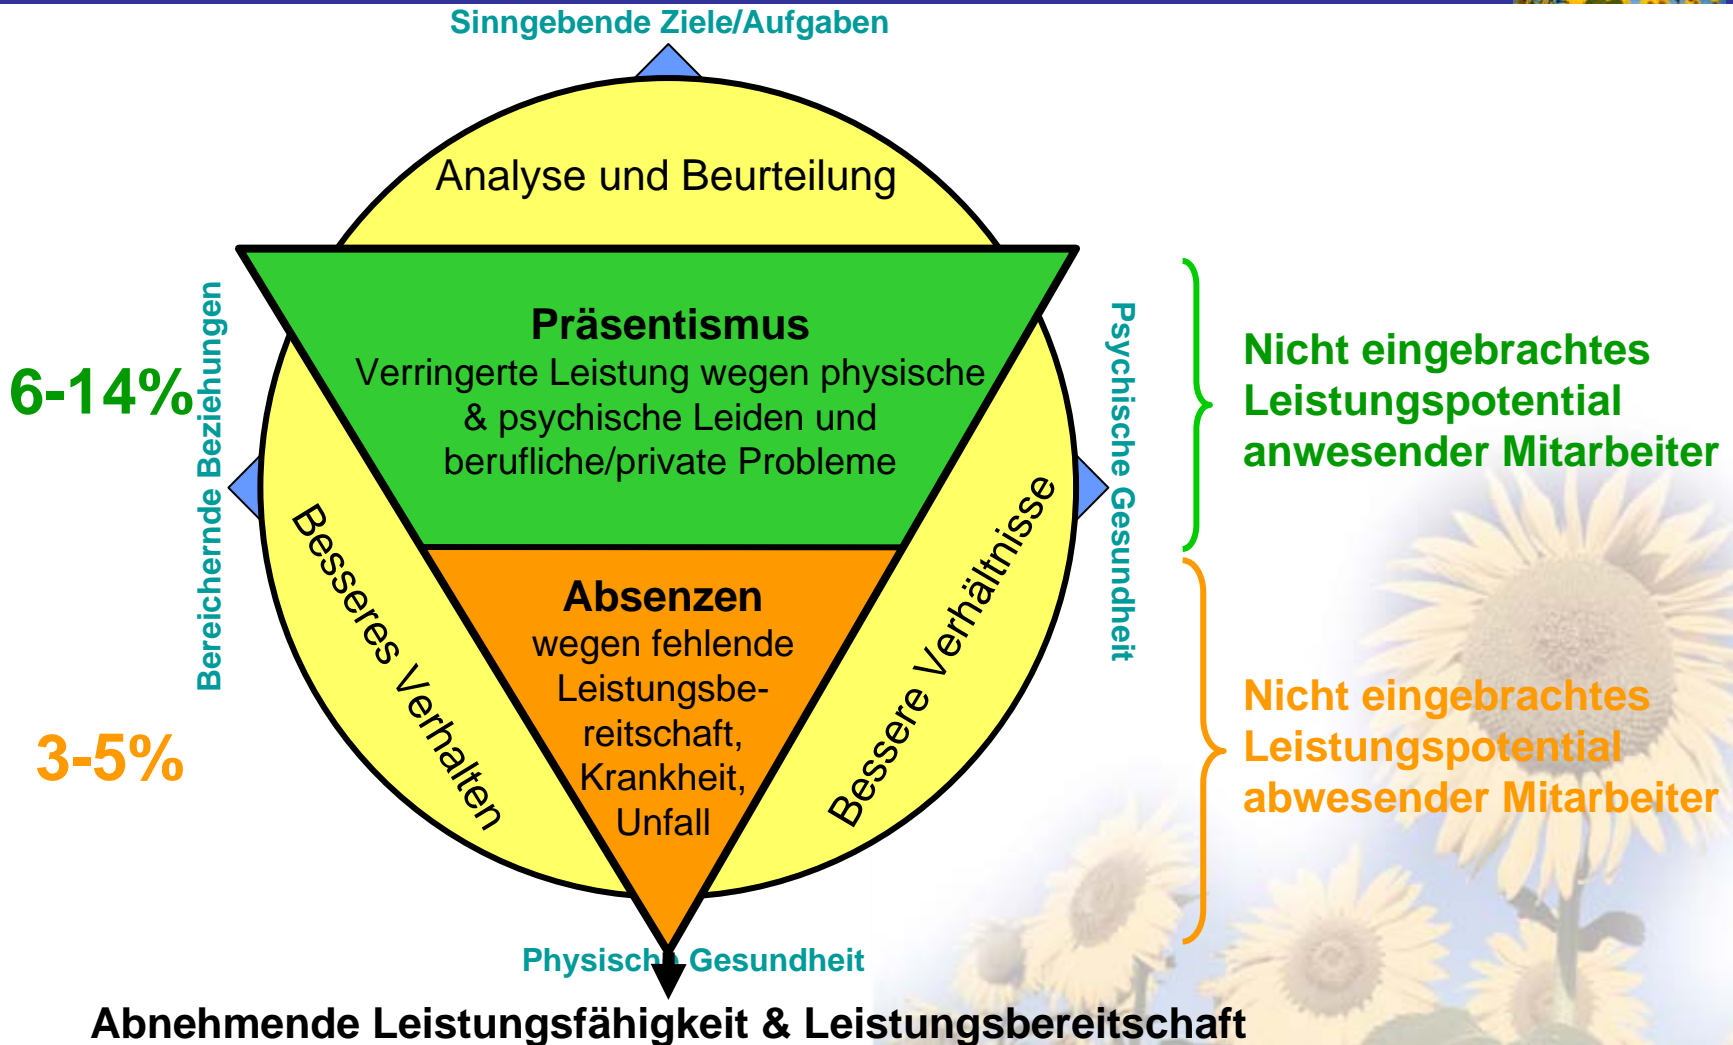 Sinngebende Ziele/Aufgaben
Analyse und Beurteilung
Präsentismus
Verringerte Leistung wegen physische
& psychische Leiden und
berufliche/private Probleme
6-14%
Bereichernde Beziehungen
Psychische Gesundheit
Nicht eingebrachtes
Leistungspotential
anwesender Mitarbeiter
Besseres Verhalten
Absenzen
wegen fehlende
Leistungsbe-
reitschaft,
Krankheit,
Unfall
Bessere Verhältnisse
3-5%
Nicht eingebrachtes
Leistungspotential
abwesender Mitarbeiter
Physische Gesundheit
Abnehmende Leistungsfähigkeit & Leistungsbereitschaft